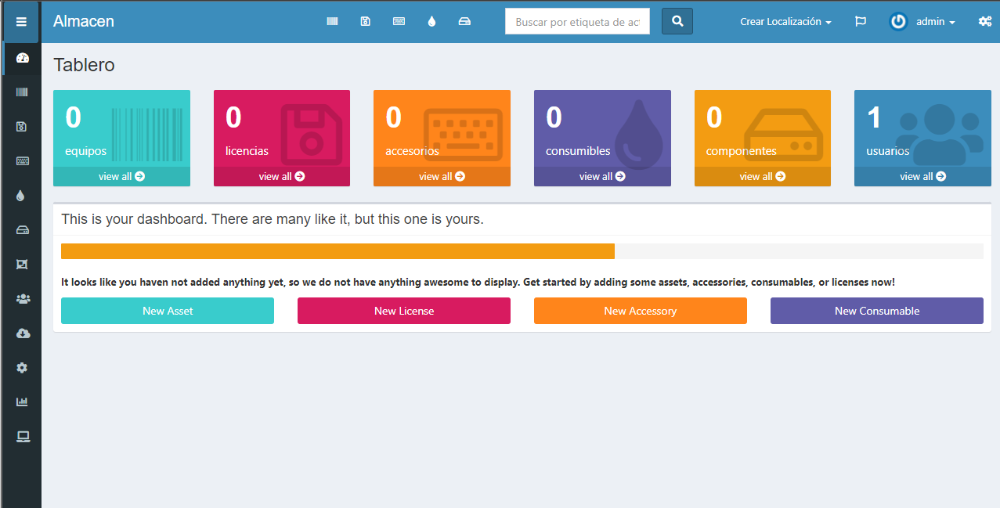 Almacen
Buscar por etiqueta de act
Crear Localización
admin
Tablero
0
equipos
view all
0
licencias
view all
0
accesorios
view all
0
consumibles
view all
0
componentes
view all
1
usuarios
view all
This is your dashboard. There are many like it, but this one is yours.
It looks like you haven not added anything yet, so we do not have anything awesome to display. Get started by adding some assets, accessories, consumables, or licenses now!
New Asset
New License
New Accessory
New Consumable